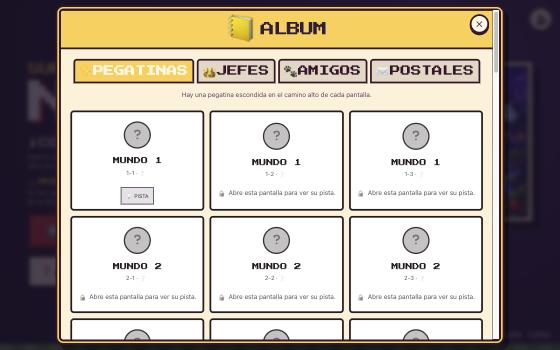 ALBUM
PEGATINAS
JEFES
AMIGOS
POSTALES
Hay una pegatina escondida en el camino alto de cada pantalla.
MUNDO 1
1-1 ·
PISTA
MUNDO 1
1-2 ·
Abre esta pantalla para ver su pista.
MUNDO 1
1-3 ·
Abre esta pantalla para ver su pista.
MUNDO 2
2-1 ·
Abre esta pantalla para ver su pista.
MUNDO 2
2-2 ·
Abre esta pantalla para ver su pista.
MUNDO 2
2-3 ·
Abre esta pantalla para ver su pista.